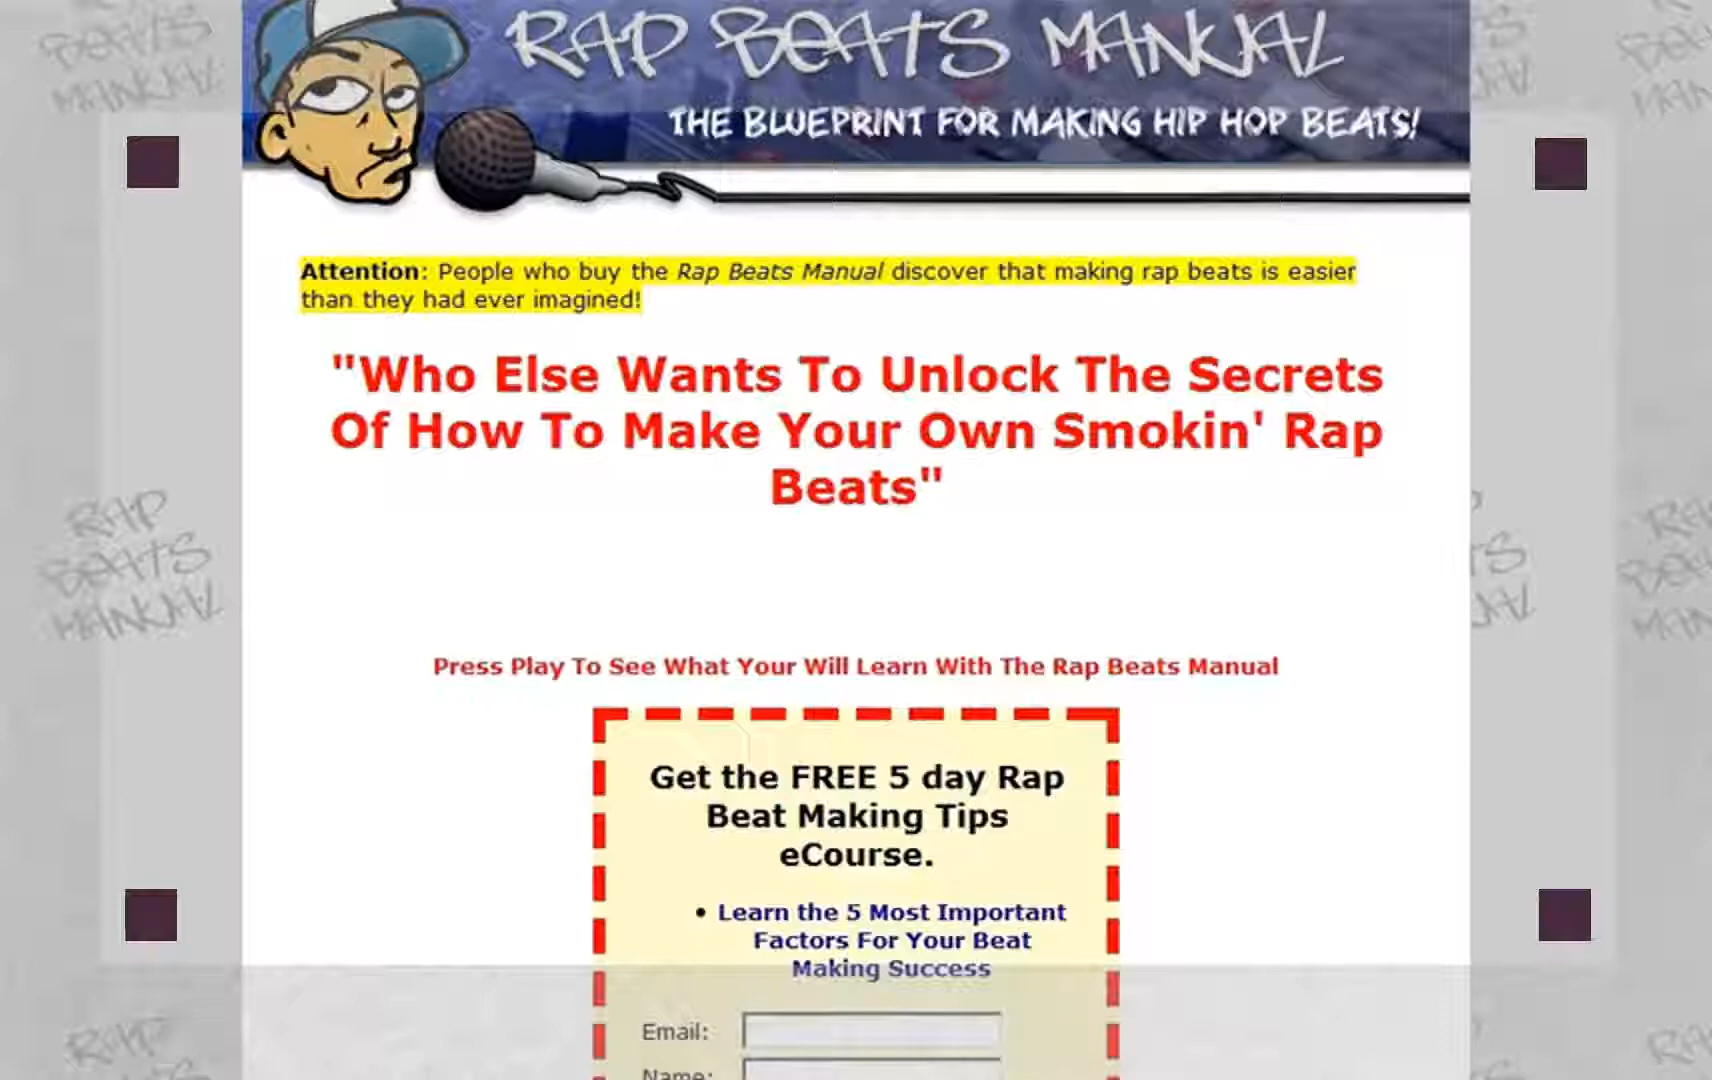 RAP BEATS MANUAL
THE BLUEPRINT FOR MAKING HIP HOP BEATS!
Attention: People who buy the Rap Beats Manual discover that making rap beats is easier
than they had ever imagined!
"Who Else Wants To Unlock The Secrets
Of How To Make Your Own Smokin' Rap
Beats"
RAP
BEATS
MANUAL
Press Play To See What Your Will Learn With The Rap Beats Manual
Get the FREE 5 day Rap
Beat Making Tips
eCourse.
• Learn the 5 Most Important
Factors For Your Beat
Making Success
Email:
Name: